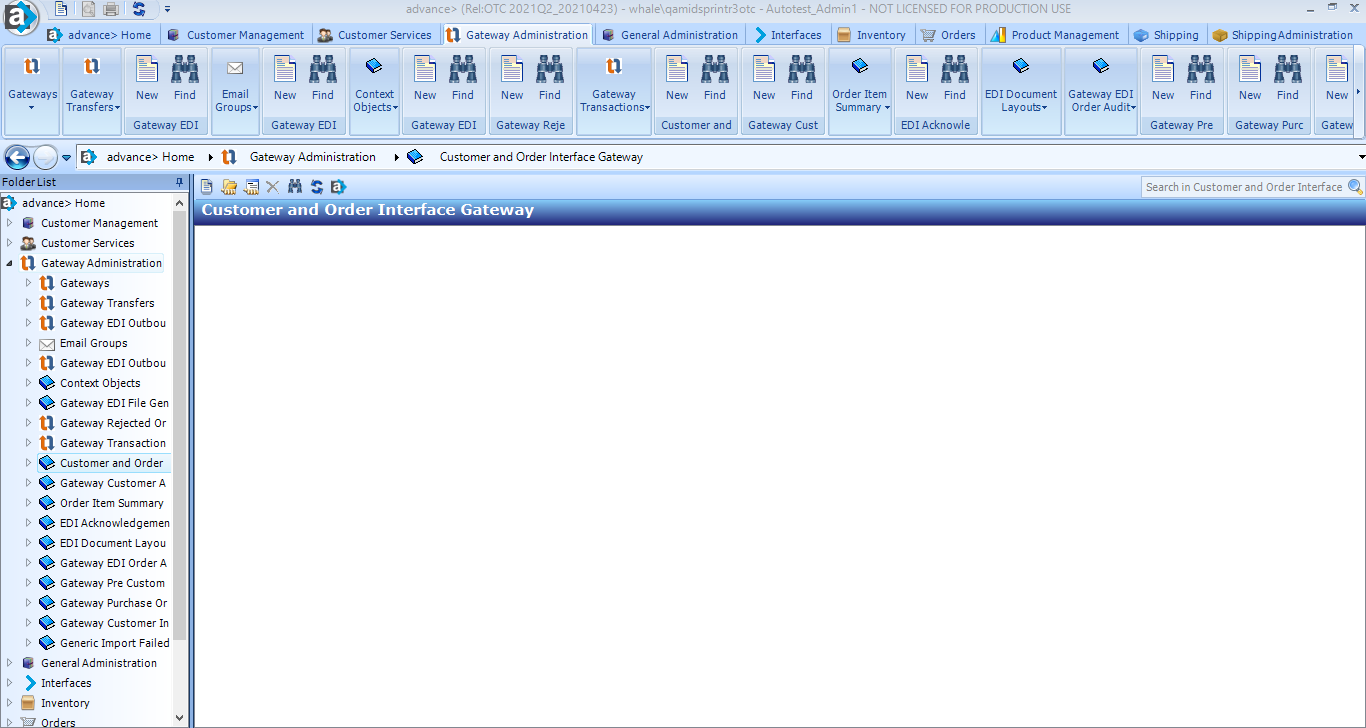 advance> (Rel:OTC 2021Q2_20210423) - whale\qamidsprintr3otc - Autotest_Admin1 - NOT LICENSED FOR PRODUCTION USE
advance> Home Customer Management Customer Services Gateway Administration General Administration Interfaces Inventory Orders Product Management Shipping Shipping Administration
Gateways Gateway Transfers New Find Email Groups New Find Context Objects New Find New Find Gateway Transactions New Find New Find Order Item Summary New Find EDI Document Layouts Gateway EDI Order Audit New Find New Find New
Gateway EDI Gateway EDI Gateway EDI Gateway Reje Customer and Gateway Cust EDI Acknowle Gateway Pre Gateway Purc Gatew
advance> Home Gateway Administration Customer and Order Interface Gateway
Folder List
Search in Customer and Order Interface
Customer and Order Interface Gateway
advance> Home
Customer Management
Customer Services
Gateway Administration
Gateways
Gateway Transfers
Gateway EDI Outbou
Email Groups
Gateway EDI Outbou
Context Objects
Gateway EDI File Gen
Gateway Rejected Or
Gateway Transaction
Customer and Order
Gateway Customer A
Order Item Summary
EDI Acknowledgemen
EDI Document Layou
Gateway EDI Order A
Gateway Pre Custom
Gateway Purchase Or
Gateway Customer In
Generic Import Failed
General Administration
Interfaces
Inventory
Orders